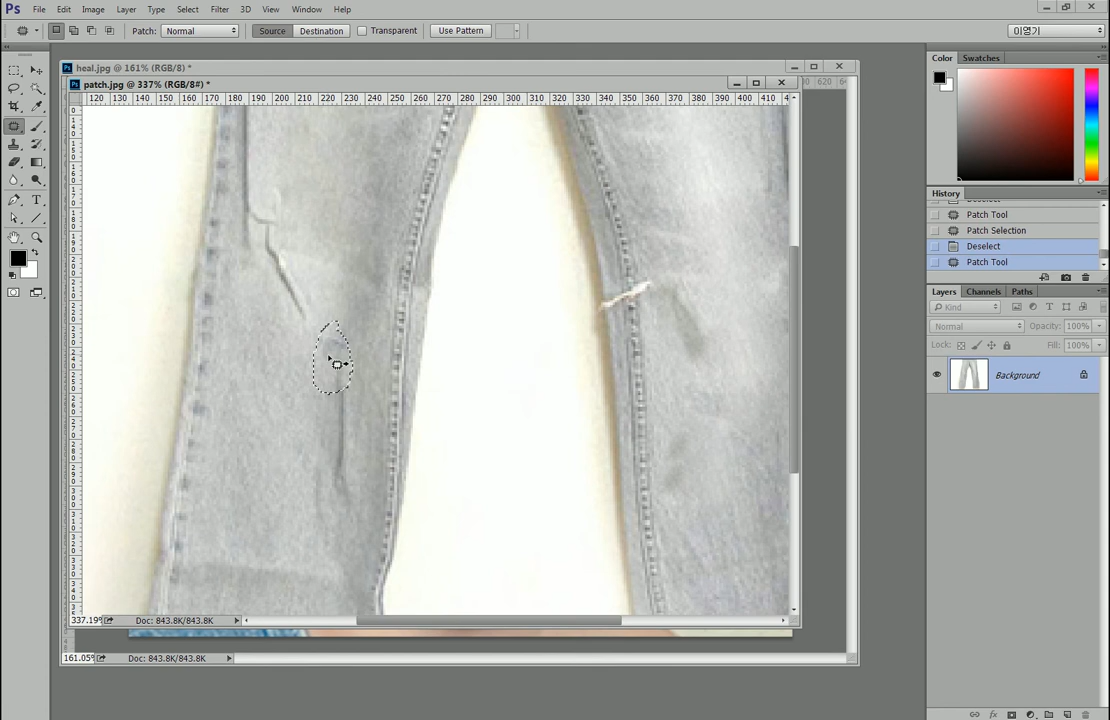 Ps File Edit Image Layer Type Select Filter 3D View Window Help
Patch: Normal Source Destination Transparent Use Pattern 이영기
heal.jpg @ 161% (RGB/8) *
patch.jpg @ 337% (RGB/8#) *
120 130 140 150 160 170 180 190 200 210 220 230 240 250 260 270 280 290 300 310 320 330 340 350 360 370 380 390 400 410 4
Color Swatches
History
Deselect
Patch Tool
Patch Selection
Deselect
Patch Tool
Layers Channels Paths
Kind
Normal Opacity: 100%
Lock: Fill: 100%
Background
337.19% Doc: 843.8K/843.8K
161.05% Doc: 843.8K/843.8K